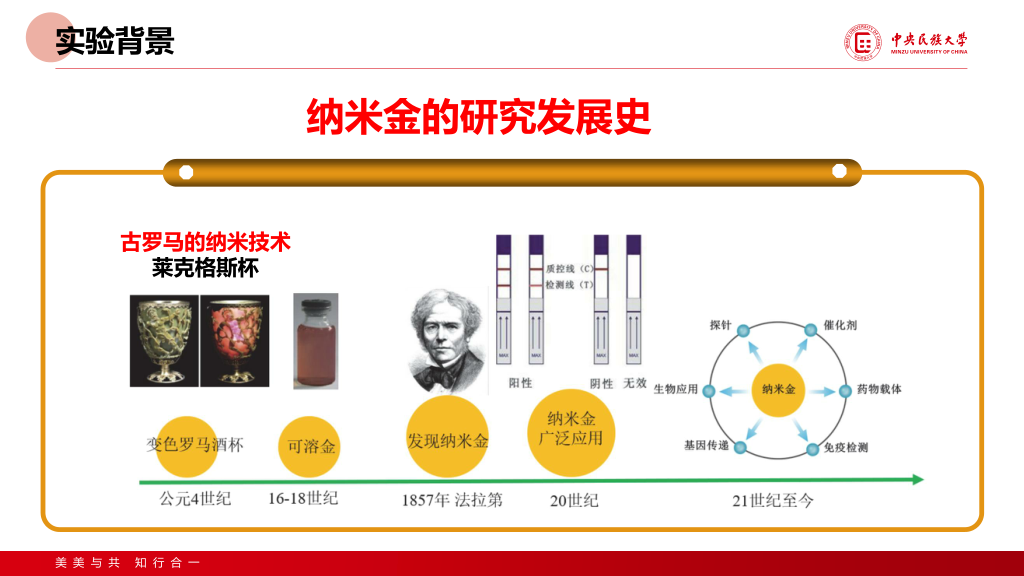 实验背景
中央民族大学
MINZU UNIVERSITY OF CHINA
纳米金的研究发展史
古罗马的纳米技术
莱克格斯杯
质控线（C）
检测线（T）
MAX
MAX
MAX
MAX
阳性
阴性
无效
探针
催化剂
生物应用
纳米金
药物载体
基因传递
免疫检测
变色罗马酒杯
可溶金
发现纳米金
纳米金
广泛应用
公元4世纪
16-18世纪
1857年 法拉第
20世纪
21世纪至今
美美与共 知行合一